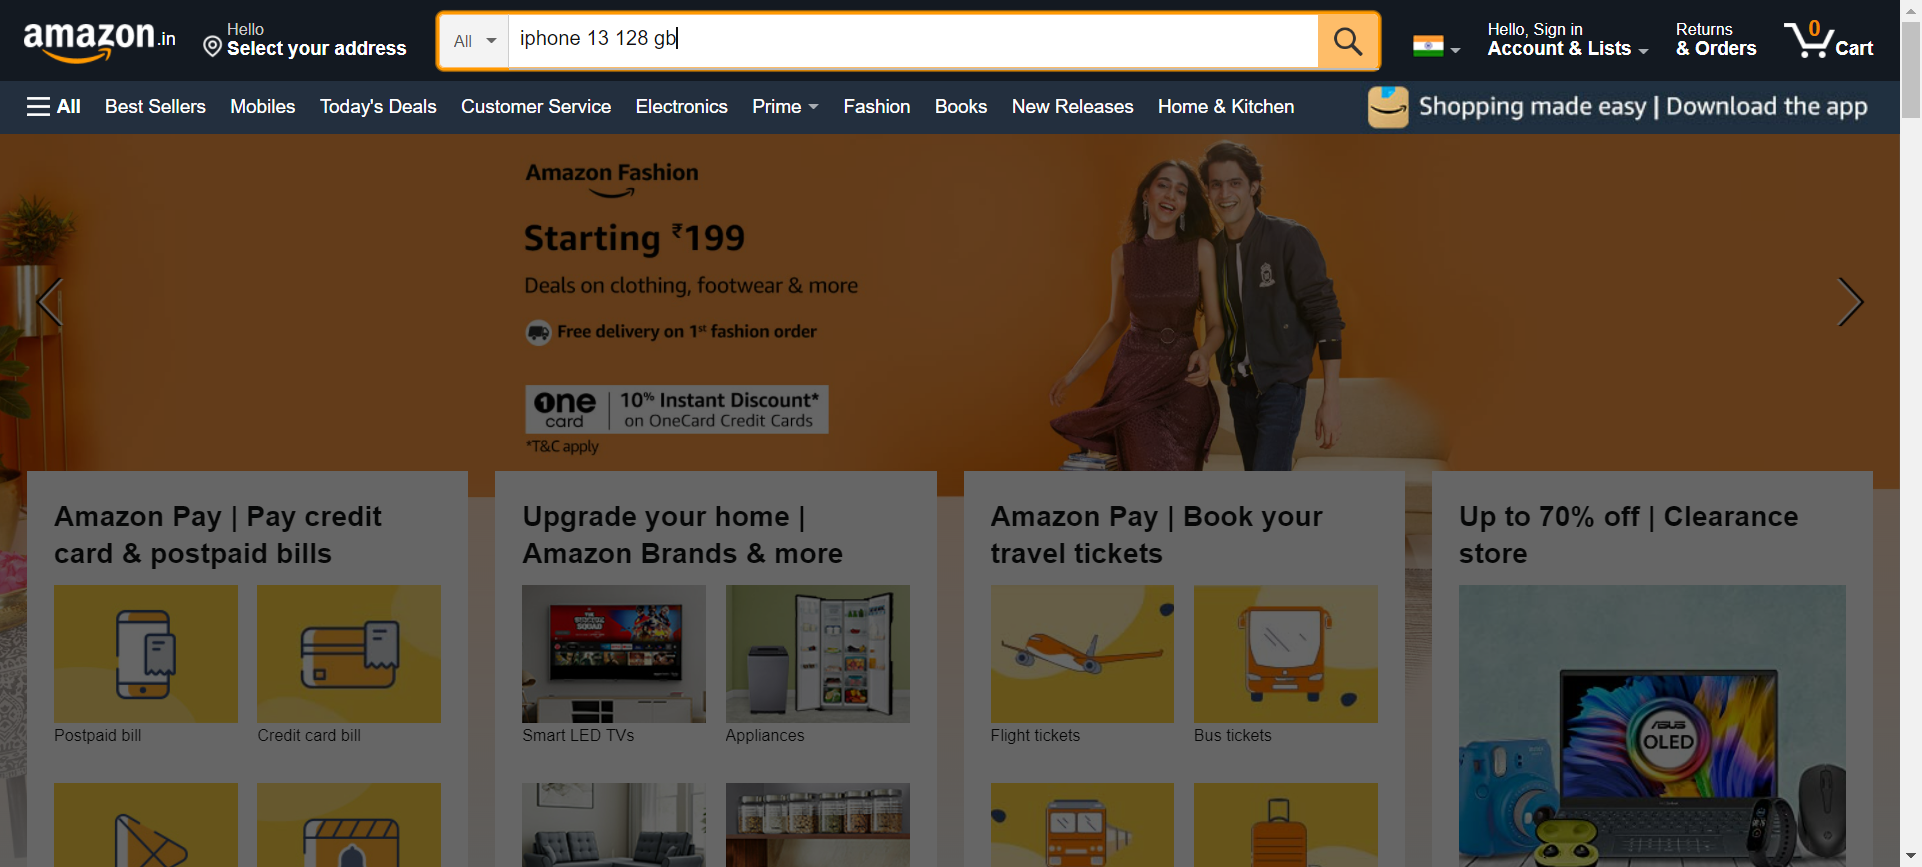 amazon.in
Hello
Select your address
All
iphone 13 128 gb
Hello, Sign in
Account & Lists
Returns
& Orders
0
Cart
All
Best Sellers
Mobiles
Today's Deals
Customer Service
Electronics
Prime
Fashion
Books
New Releases
Home & Kitchen
Shopping made easy | Download the app
Amazon Fashion
Starting ₹199
Deals on clothing, footwear & more
Free delivery on 1st fashion order
one card
10% Instant Discount*
on OneCard Credit Cards
*T&C apply
Amazon Pay | Pay credit
card & postpaid bills
Postpaid bill
Credit card bill
Upgrade your home |
Amazon Brands & more
Smart LED TVs
Appliances
Amazon Pay | Book your
travel tickets
Flight tickets
Bus tickets
Up to 70% off | Clearance
store
ASUS
OLED